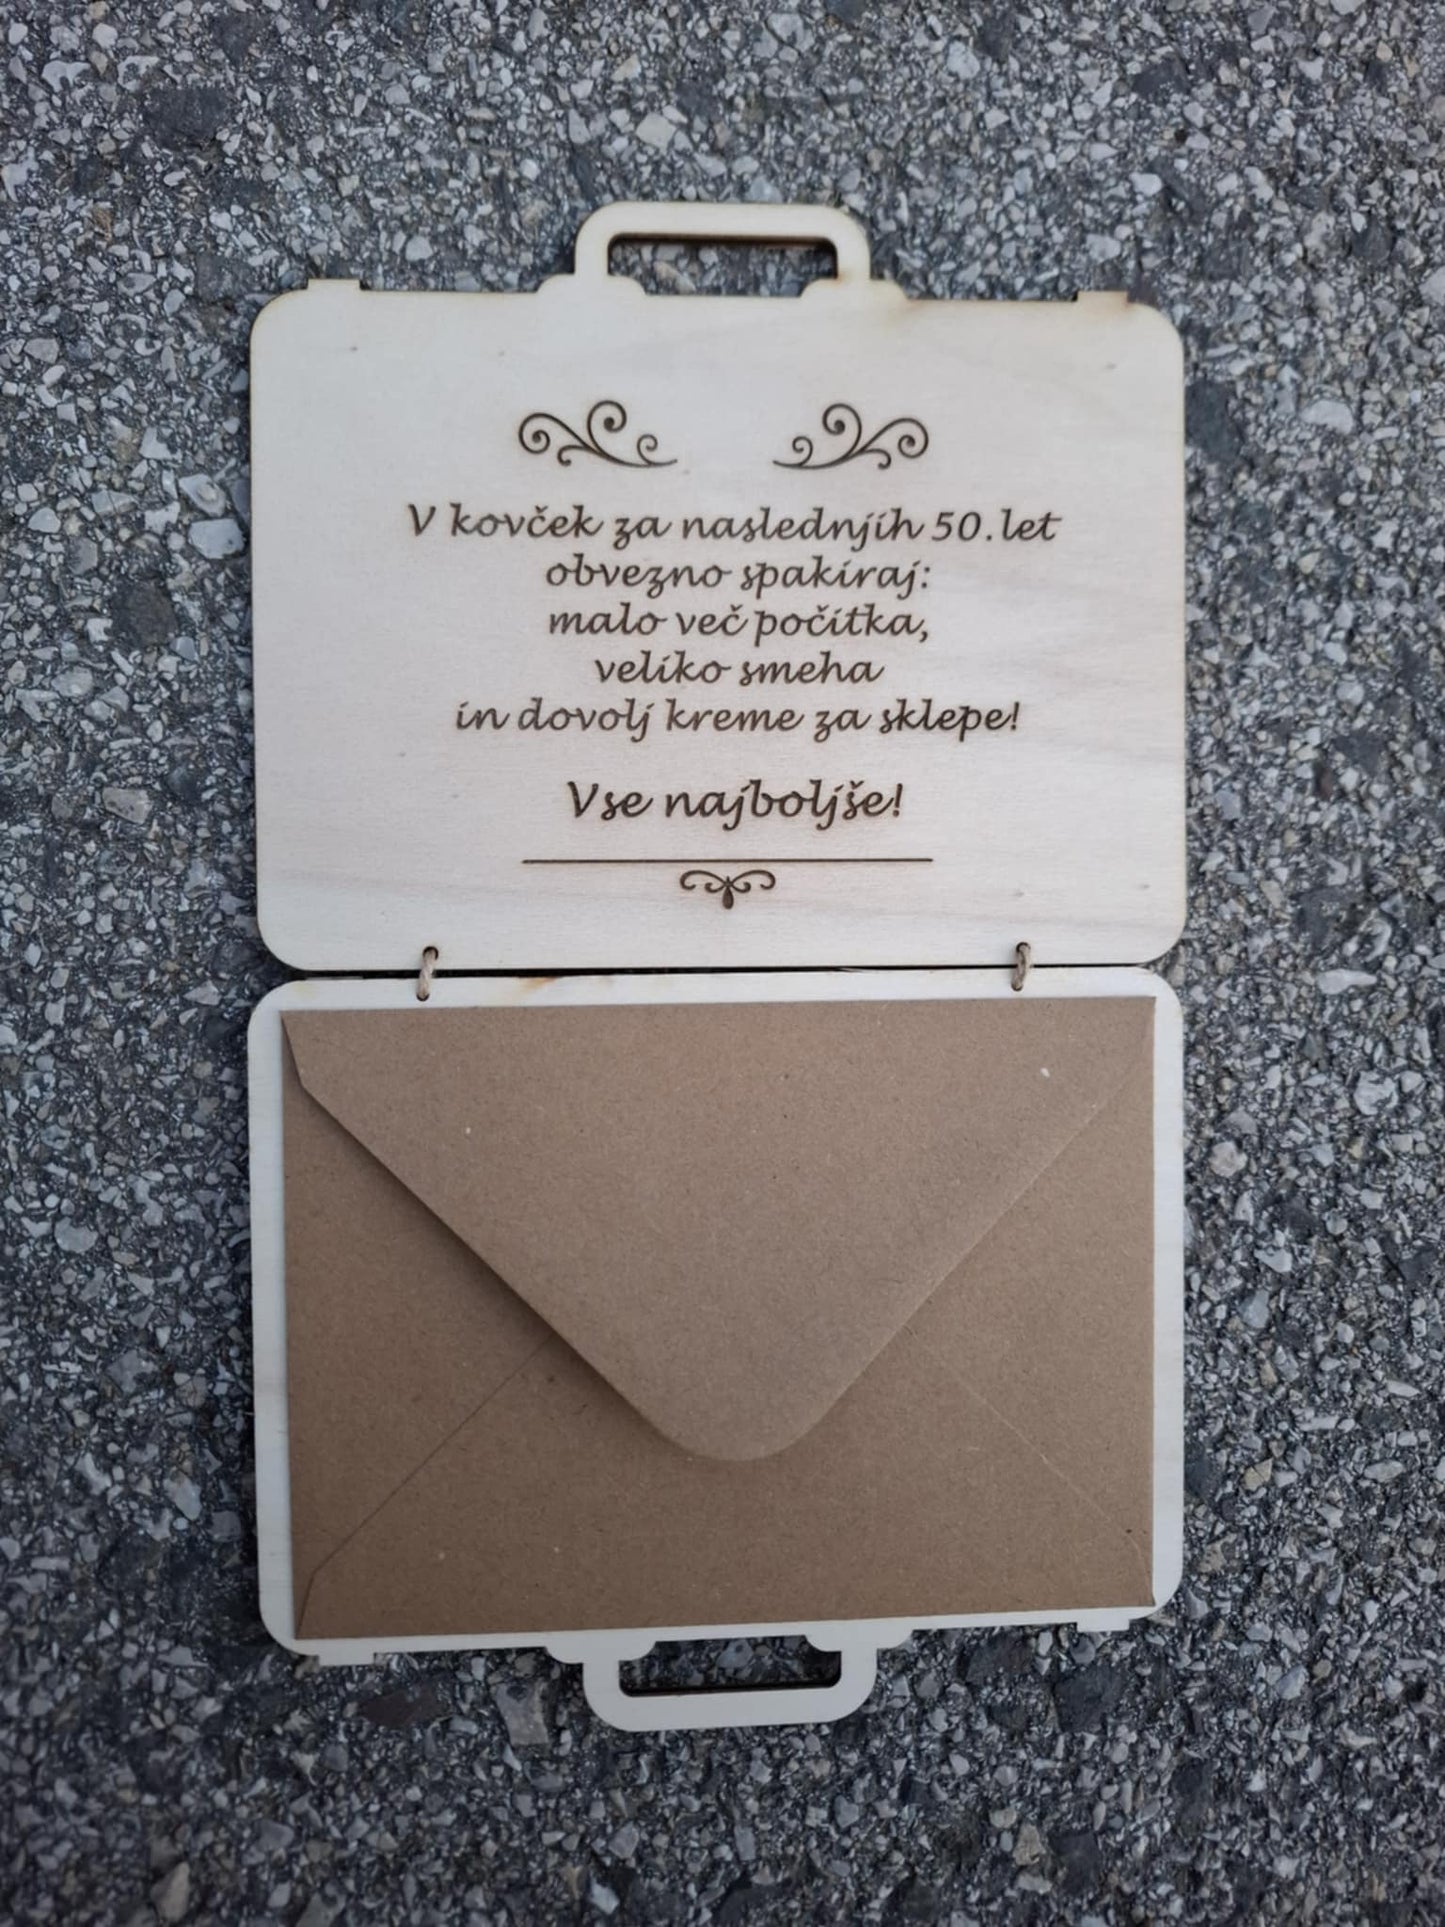 V kovček za naslednjih 50.let
obvezno spakiraj:
malo več počitka,
veliko smeha
in dovolj kreme za sklepe!
Vse najboljše!